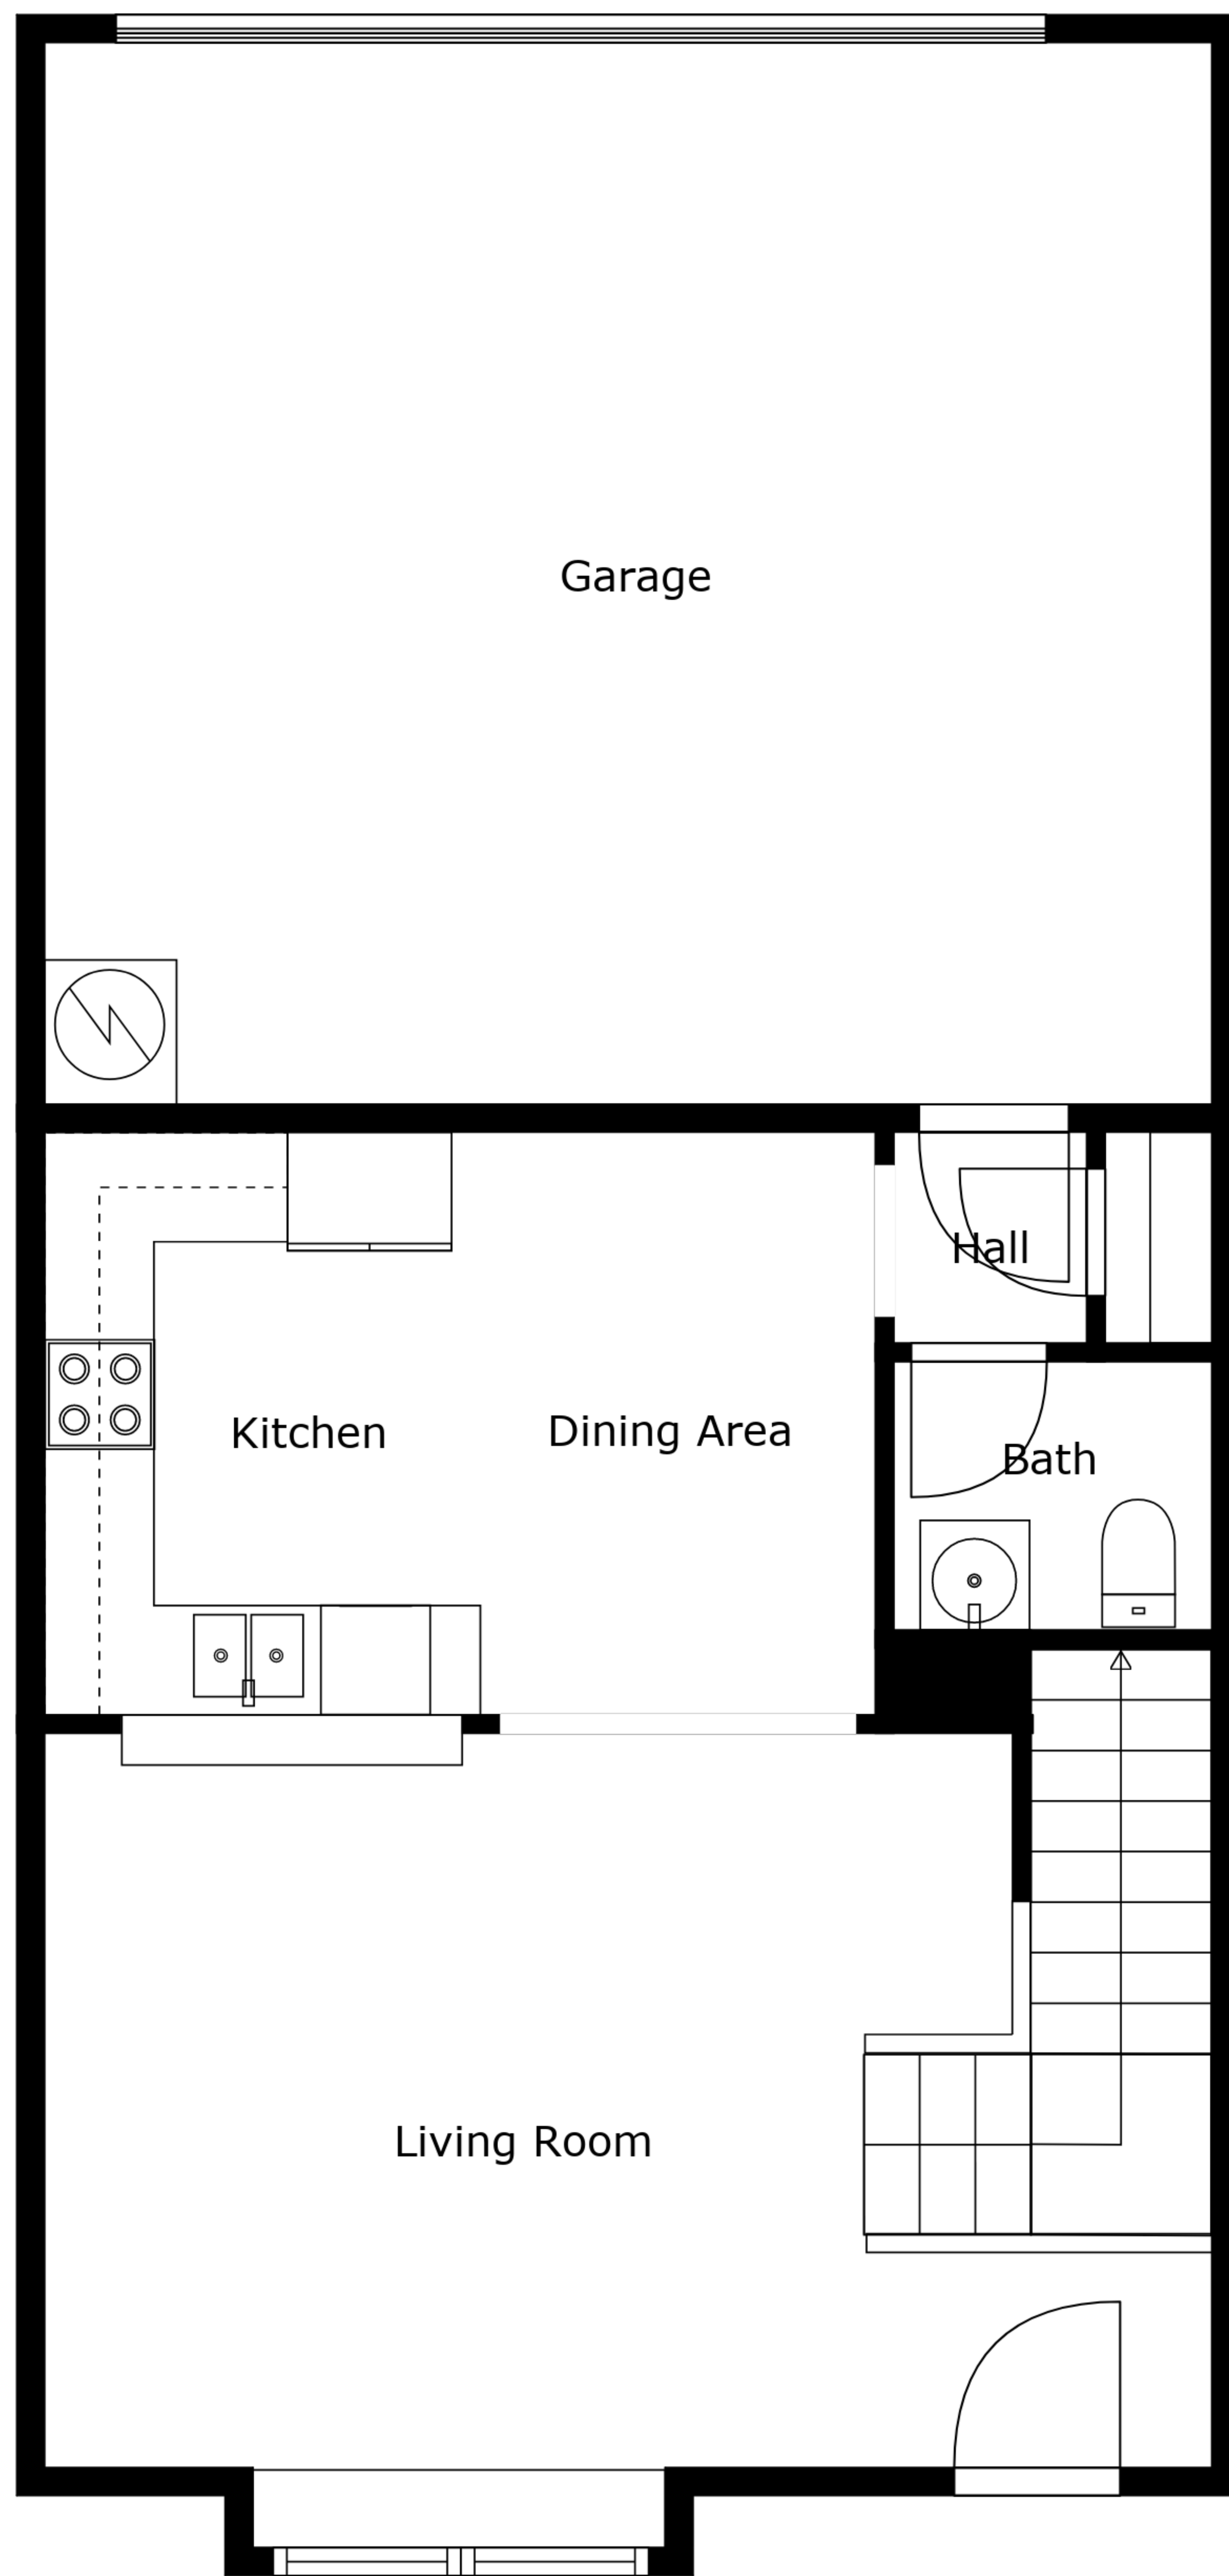 Garage
Hall
Kitchen
Dining Area
Bath
Living Room